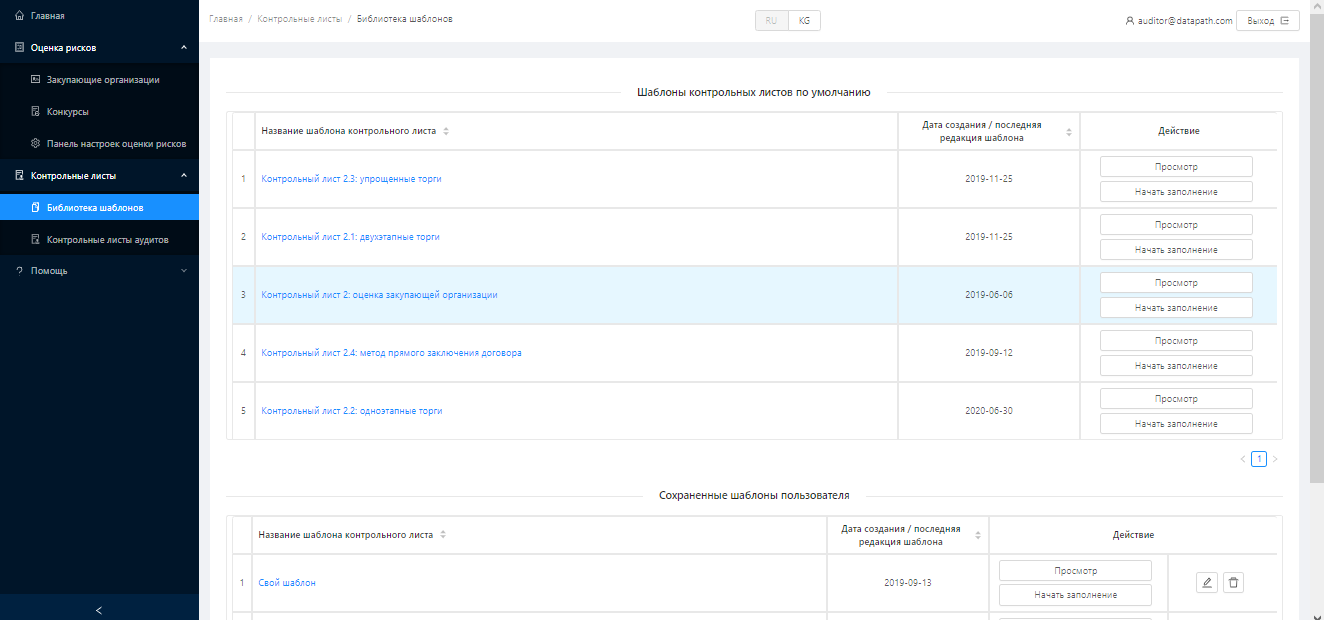 Главная
Оценка рисков
Закупающие организации
Конкурсы
Панель настроек оценки рисков
Контрольные листы
Библиотека шаблонов
Контрольные листы аудитов
Помощь
Главная / Контрольные листы / Библиотека шаблонов
RU KG
auditor@datapath.com Выход
Шаблоны контрольных листов по умолчанию
Название шаблона контрольного листа
Дата создания / последняя
редакция шаблона
Действие
1 Контрольный лист 2.3: упрощенные торги 2019-11-25
Просмотр
Начать заполнение
2 Контрольный лист 2.1: двухэтапные торги 2019-11-25
Просмотр
Начать заполнение
3 Контрольный лист 2: оценка закупающей организации 2019-06-06
Просмотр
Начать заполнение
4 Контрольный лист 2.4: метод прямого заключения договора 2019-09-12
Просмотр
Начать заполнение
5 Контрольный лист 2.2: одноэтапные торги 2020-06-30
Просмотр
Начать заполнение
< 1 >
Сохраненные шаблоны пользователя
Название шаблона контрольного листа
Дата создания / последняя
редакция шаблона
Действие
1 Свой шаблон 2019-09-13
Просмотр
Начать заполнение